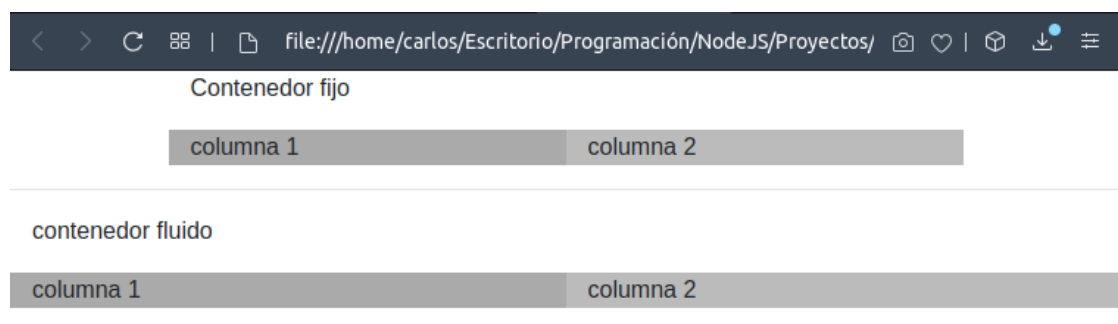 file:///home/carlos/Escritorio/Programación/NodeJS/Proyectos/
Contenedor fijo
columna 1 columna 2
contenedor fluido
columna 1 columna 2